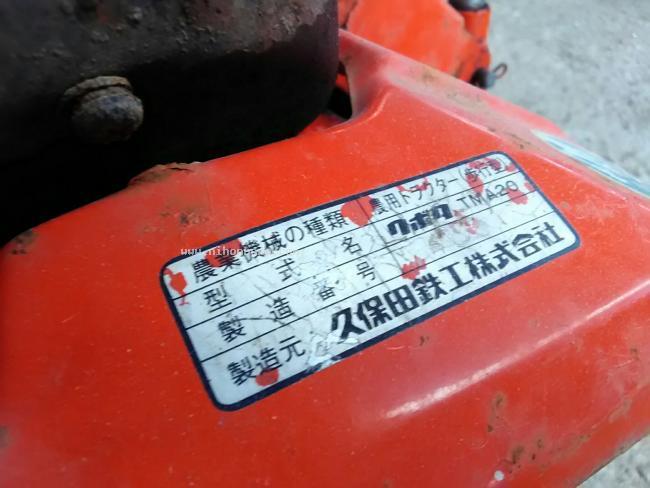 農業機械の種類 農用トラクター(歩行型)
型式名 クボタ TMA20
製造番号
製造元 久保田鉄工株式会社